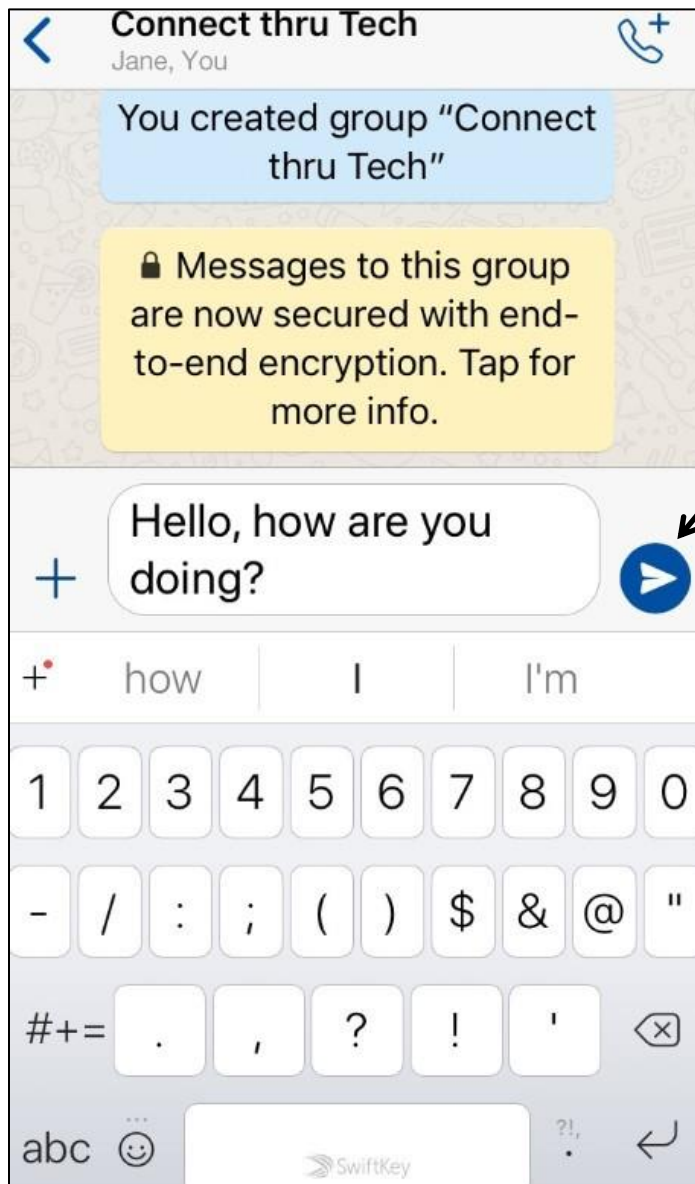 Connect thru Tech
Jane, You
You created group “Connect
thru Tech”
Messages to this group
are now secured with end-
to-end encryption. Tap for
more info.
Hello, how are you
doing?
how I I'm
1 2 3 4 5 6 7 8 9 0
- / : ; ( ) $ & @ "
#+= . , ? ! '
abc ?!, .
SwiftKey